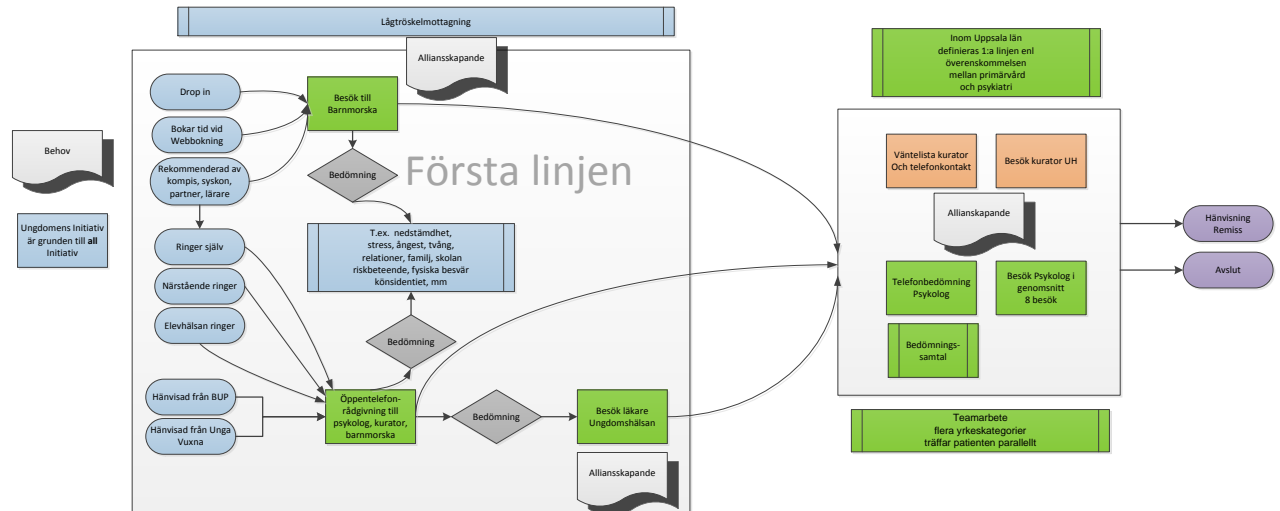 Lågtröskelmottagning
Behov
Ungdomens Initiativ
är grunden till all
Initiativ
Drop in
Bokar tid vid
Webbokning
Rekommenderad av
kompis, syskon,
partner, lärare
Ringer själv
Närstående ringer
Elevhälsan ringer
Hänvisad från BUP
Hänvisad från Unga
Vuxna
Besök till
Barnmorska
Alliansskapande
Bedömning
Första linjen
T.ex. nedstämdhet,
stress, ångest, tvång,
relationer, familj, skolan
riskbeteende, fysiska besvär
könsidentiet, mm
Bedömning
Öppentelefon-
rådgivning till
psykolog, kurator,
barnmorska
Bedömning
Besök läkare
Ungdomshälsan
Alliansskapande
Inom Uppsala län
definieras 1:a linjen enl
överenskommelsen
mellan primärvård
och psykiatri
Väntelista kurator
Och telefonkontakt
Besök kurator UH
Allianskapande
Telefonbedömning
Psykolog
Besök Psykolog i
genomsnitt
8 besök
Bedömnings-
samtal
Teamarbete
flera yrkeskategorier
träffar patienten parallellt
Hänvisning
Remiss
Avslut